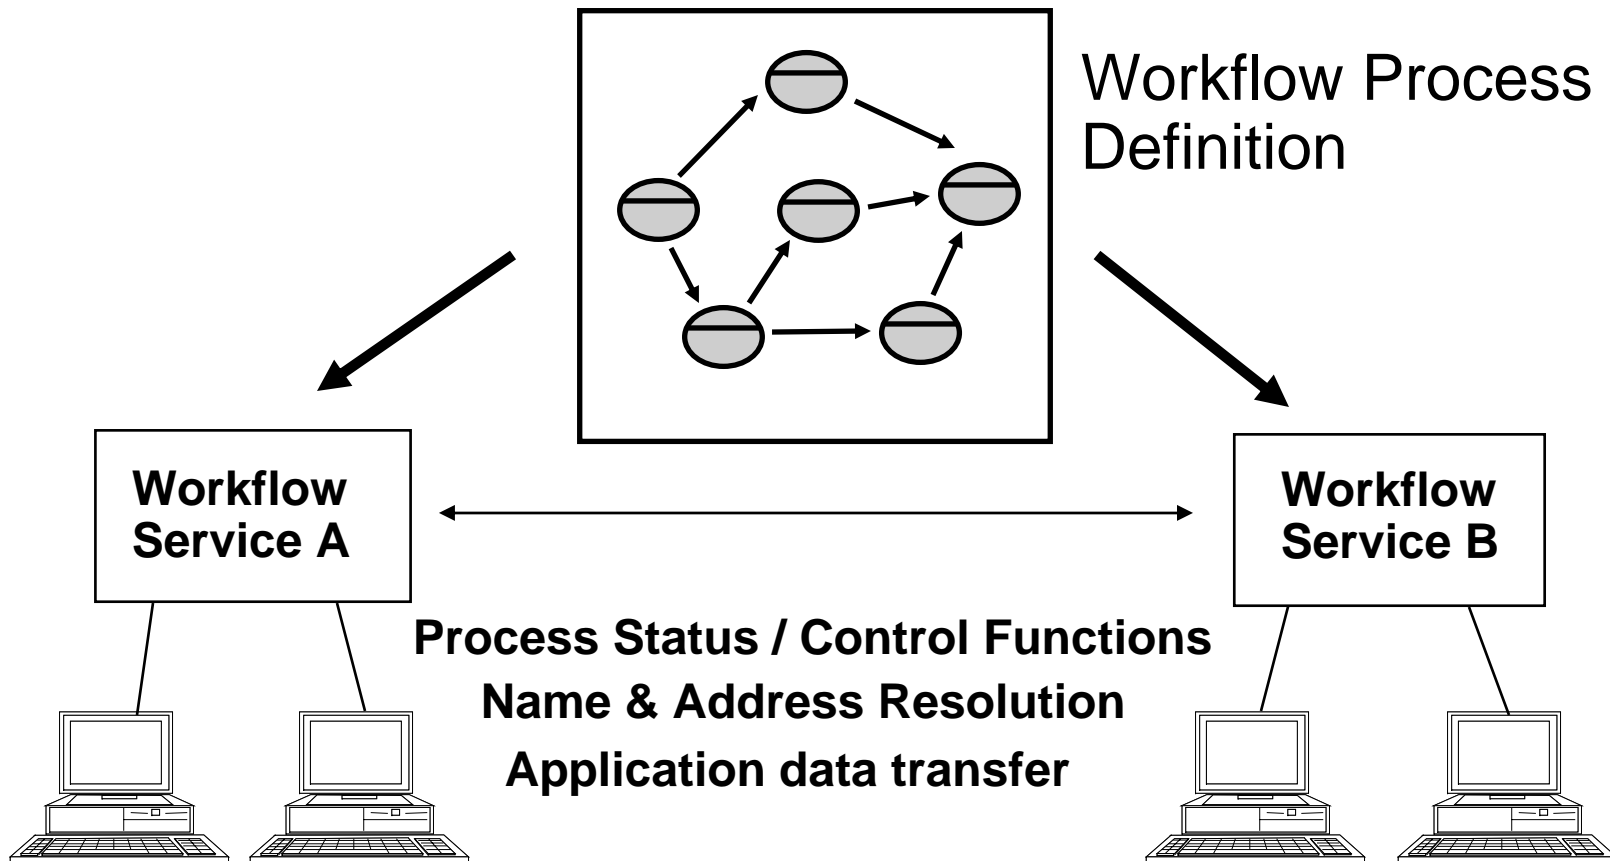 Workflow Process
Definition
Workflow
Service A
Workflow
Service B
Process Status / Control Functions
Name & Address Resolution
Application data transfer